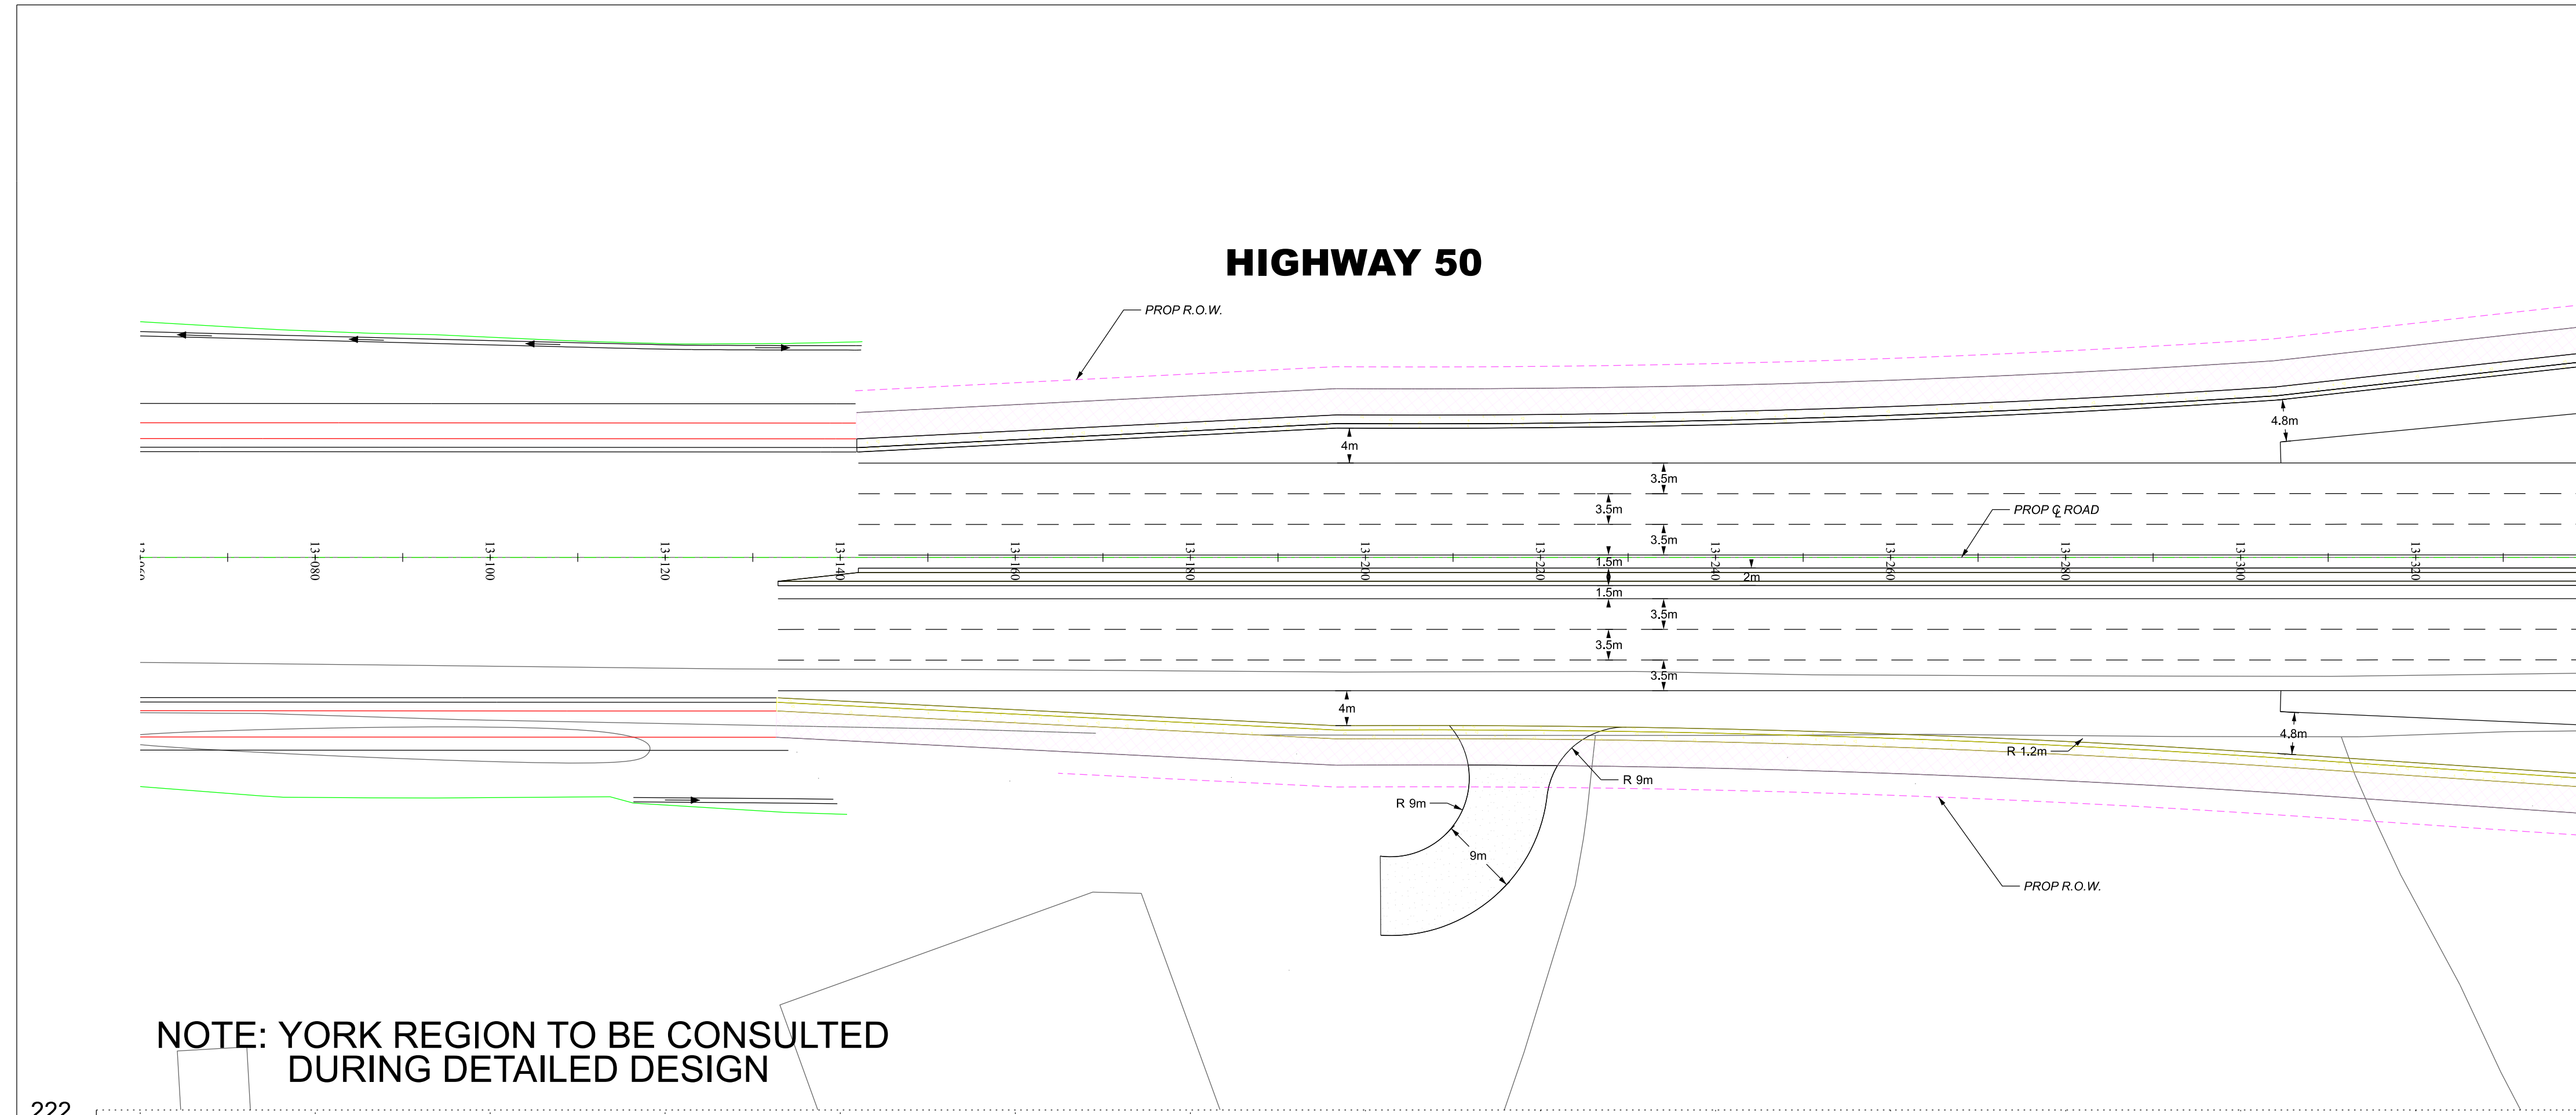 HIGHWAY 50
PROP R.O.W.
4.8m
4m
3.5m
3.5m
PROP ℄ ROAD
3.5m
13+080
13+100
13+120
13+140
13+160
13+180
13+200
13+220
13+240
13+260
13+280
13+300
13+320
1.5m
2m
1.5m
3.5m
3.5m
3.5m
4m
4.8m
R 1.2m
R 9m
R 9m
9m
PROP R.O.W.
NOTE: YORK REGION TO BE CONSULTED
DURING DETAILED DESIGN
222